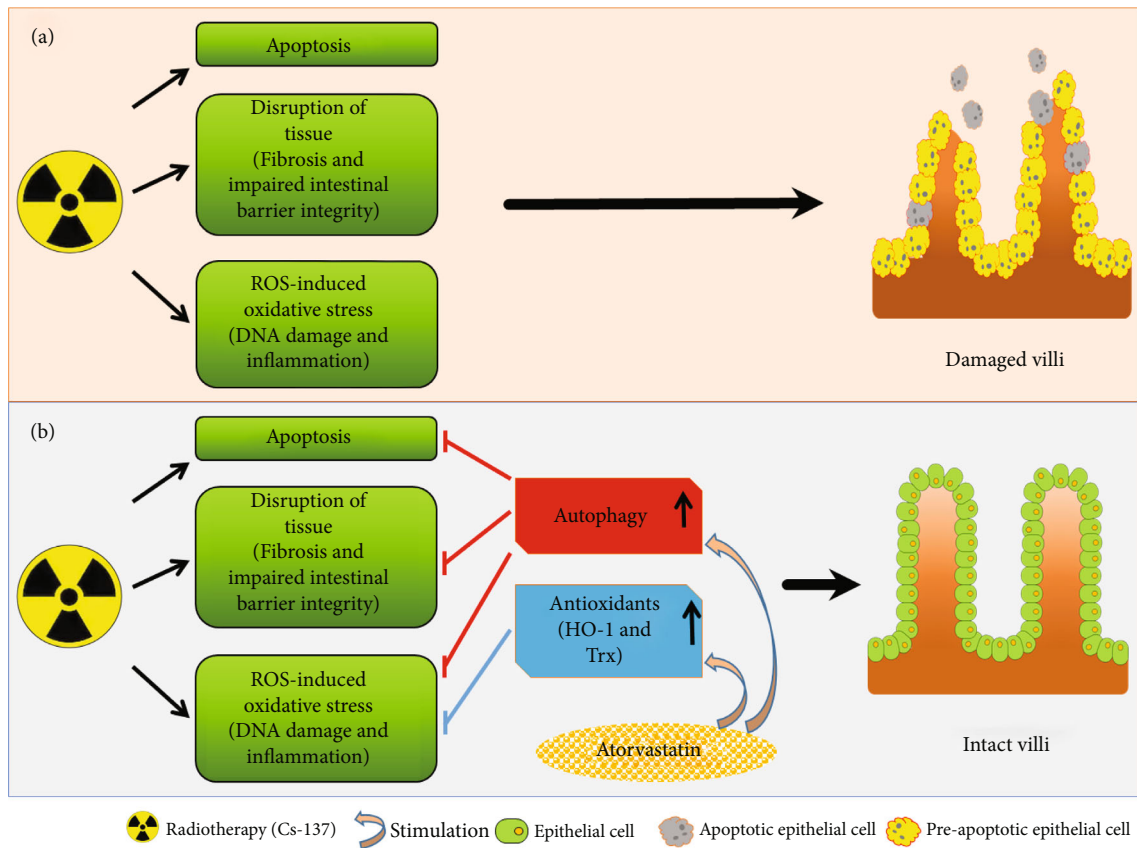 (a)
Apoptosis
Disruption of
tissue
(Fibrosis and
impaired intestinal
barrier integrity)
ROS-induced
oxidative stress
(DNA damage and
inflammation)
Damaged villi
(b)
Apoptosis
Disruption of
tissue
(Fibrosis and
impaired intestinal
barrier integrity)
ROS-induced
oxidative stress
(DNA damage and
inflammation)
Autophagy
Antioxidants
(HO-1 and
Trx)
Atorvastatin
Intact villi
Radiotherapy (Cs-137)
Stimulation
Epithelial cell
Apoptotic epithelial cell
Pre-apoptotic epithelial cell